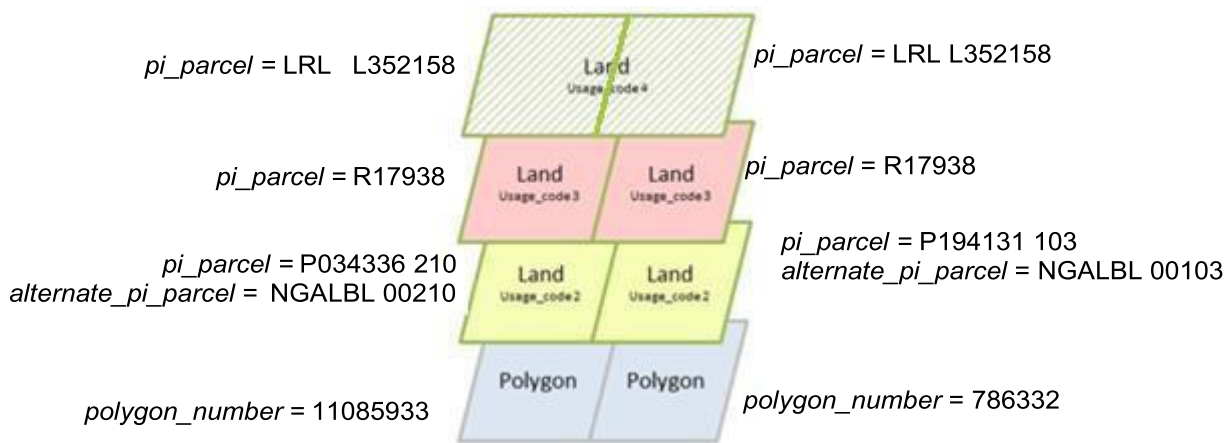 pi_parcel = LRL   L352158
Land
Usage_code4
pi_parcel = LRL L352158
pi_parcel = R17938
Land
Usage_code3
Land
Usage_code3
pi_parcel = R17938
pi_parcel = P034336 210
alternate_pi_parcel =  NGALBL 00210
Land
Usage_code2
Land
Usage_code2
pi_parcel = P194131 103
alternate_pi_parcel = NGALBL 00103
Polygon
Polygon
polygon_number = 11085933
polygon_number = 786332